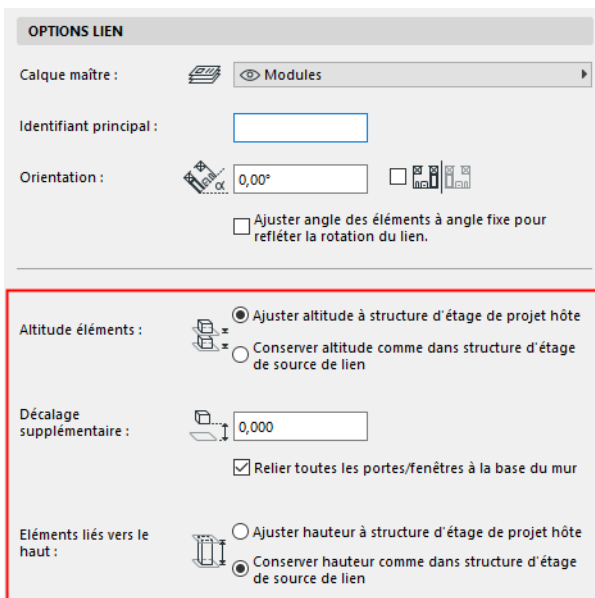 OPTIONS LIEN
Calque maître :
Modules
Identifiant principal :
Orientation :
α
0,00°
Ajuster angle des éléments à angle fixe pour
refléter la rotation du lien.
Altitude éléments :
Ajuster altitude à structure d'étage de projet hôte
Conserver altitude comme dans structure d'étage
de source de lien
Décalage
supplémentaire :
0,000
Relier toutes les portes/fenêtres à la base du mur
Eléments liés vers le
haut :
Ajuster hauteur à structure d'étage de projet hôte
Conserver hauteur comme dans structure d'étage
de source de lien